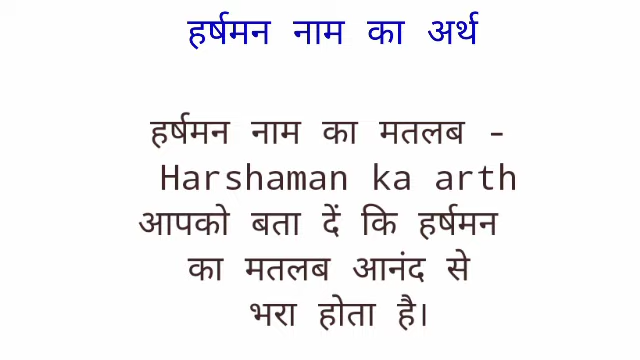 हर्षमन नाम का अर्थ
हर्षमन नाम का मतलब -
Harshaman ka arth
आपको बता दें कि हर्षमन
का मतलब आनंद से
भरा होता है।